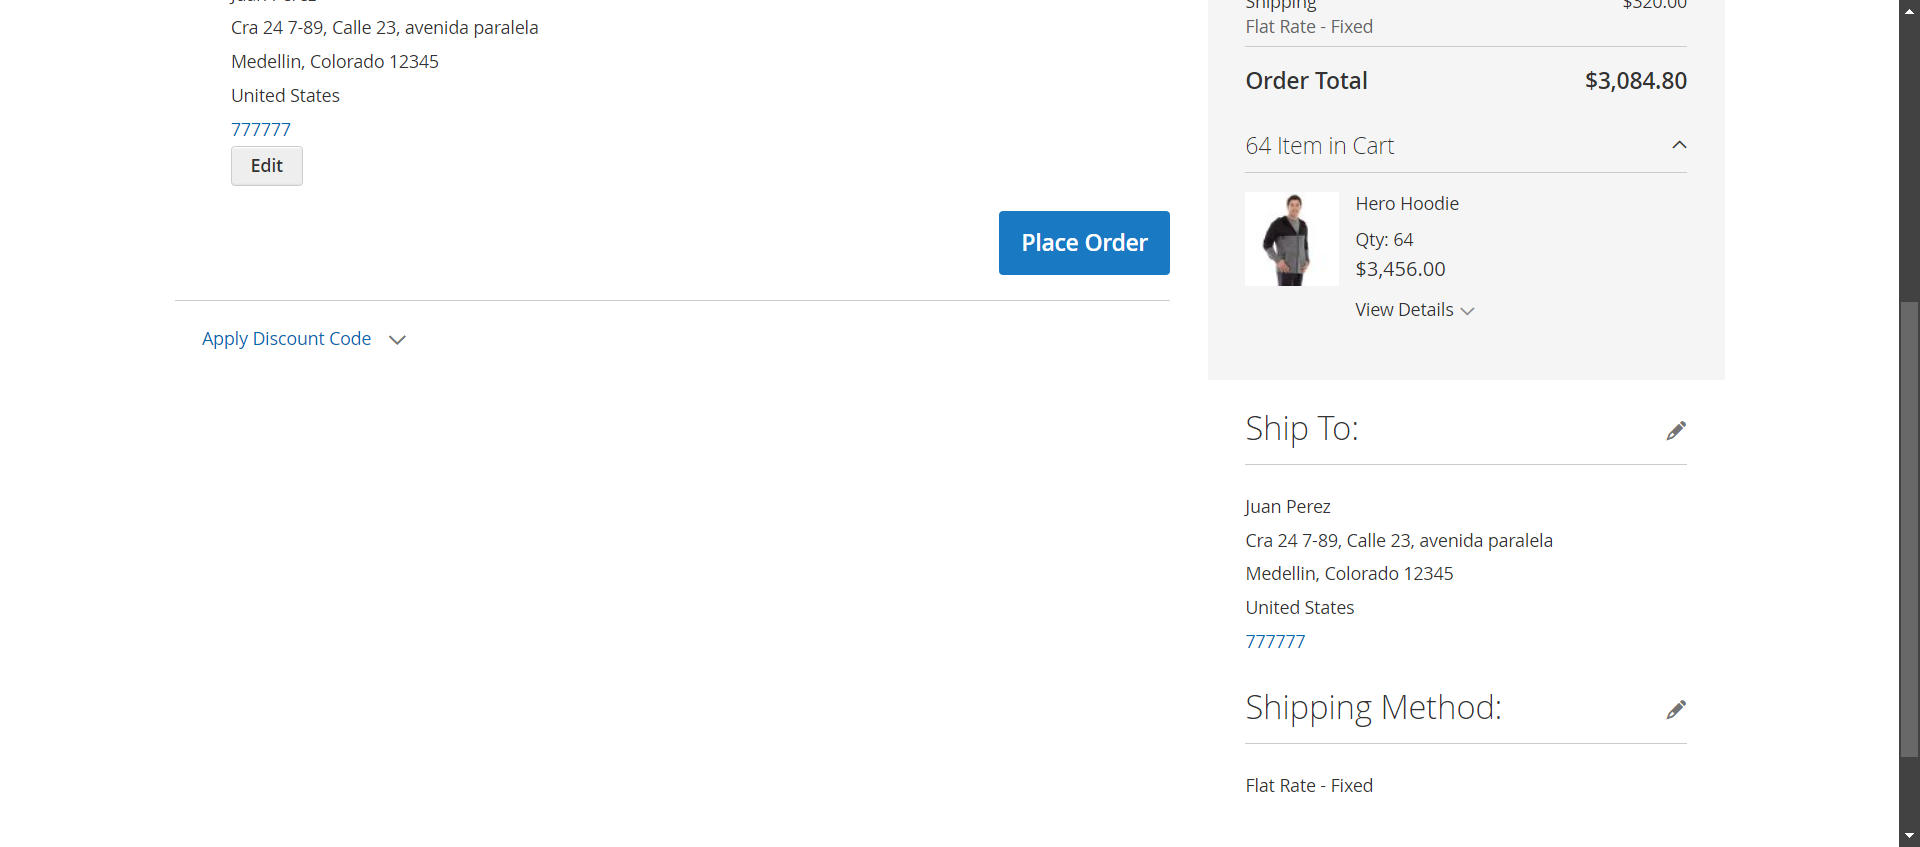 Juan Perez
Cra 24 7-89, Calle 23, avenida paralela
Medellin, Colorado 12345
United States
777777
Edit
Place Order
Apply Discount Code
Shipping $320.00
Flat Rate - Fixed
Order Total $3,084.80
64 Item in Cart
Hero Hoodie
Qty: 64
$3,456.00
View Details
Ship To:
Juan Perez
Cra 24 7-89, Calle 23, avenida paralela
Medellin, Colorado 12345
United States
777777
Shipping Method:
Flat Rate - Fixed